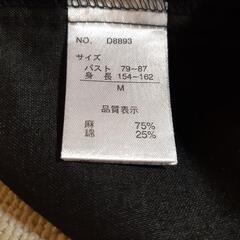 NO. D8893
サイズ
バスト 79~87
身長 154~162
M
品質表示
麻 75%
綿 25%